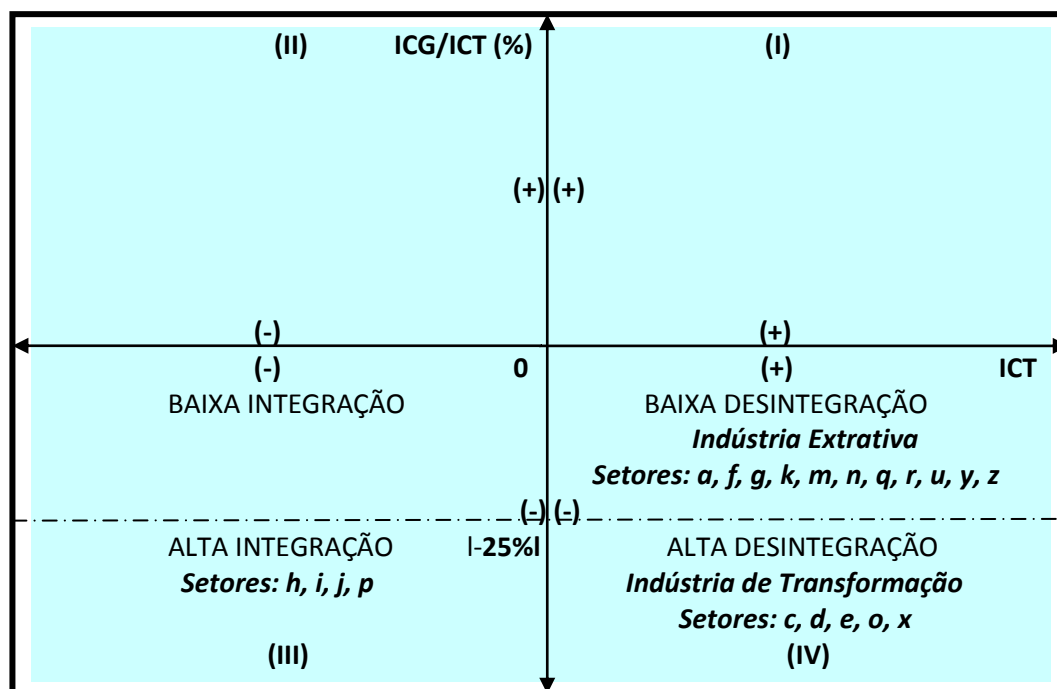 (II) ICG/ICT (%) (I)
(+) (+)
(-) (+)
(-) 0 (+) ICT
BAIXA INTEGRAÇÃO BAIXA DESINTEGRAÇÃO
Indústria Extrativa
Setores: a, f, g, k, m, n, q, r, u, y, z
(-) (-)
ALTA INTEGRAÇÃO l-25%l ALTA DESINTEGRAÇÃO
Setores: h, i, j, p Indústria de Transformação
Setores: c, d, e, o, x
(III) (IV)